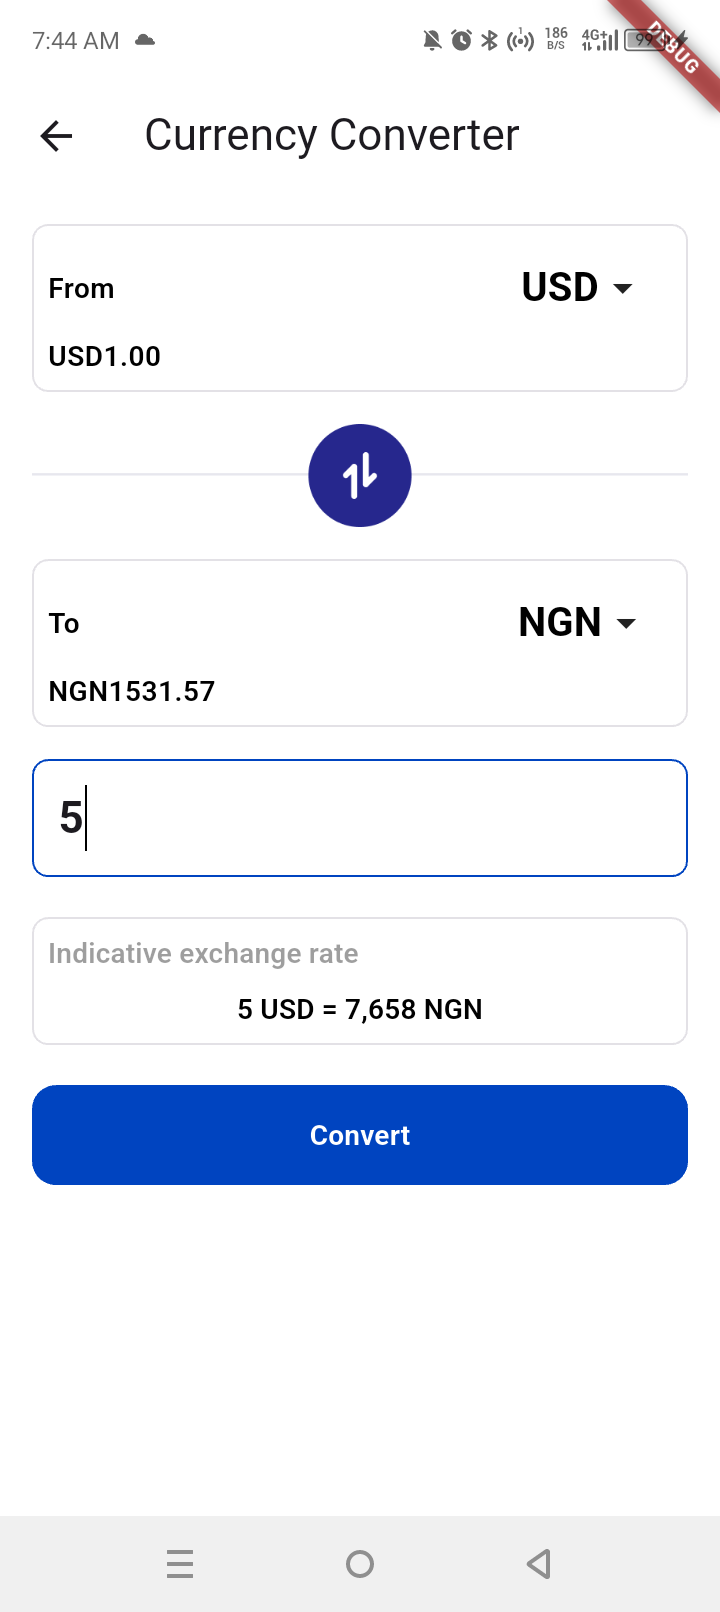 7:44 AM
186
B/S
4G+
99
DEBUG
Currency Converter
From
USD
USD1.00
To
NGN
NGN1531.57
5
Indicative exchange rate
5 USD = 7,658 NGN
Convert